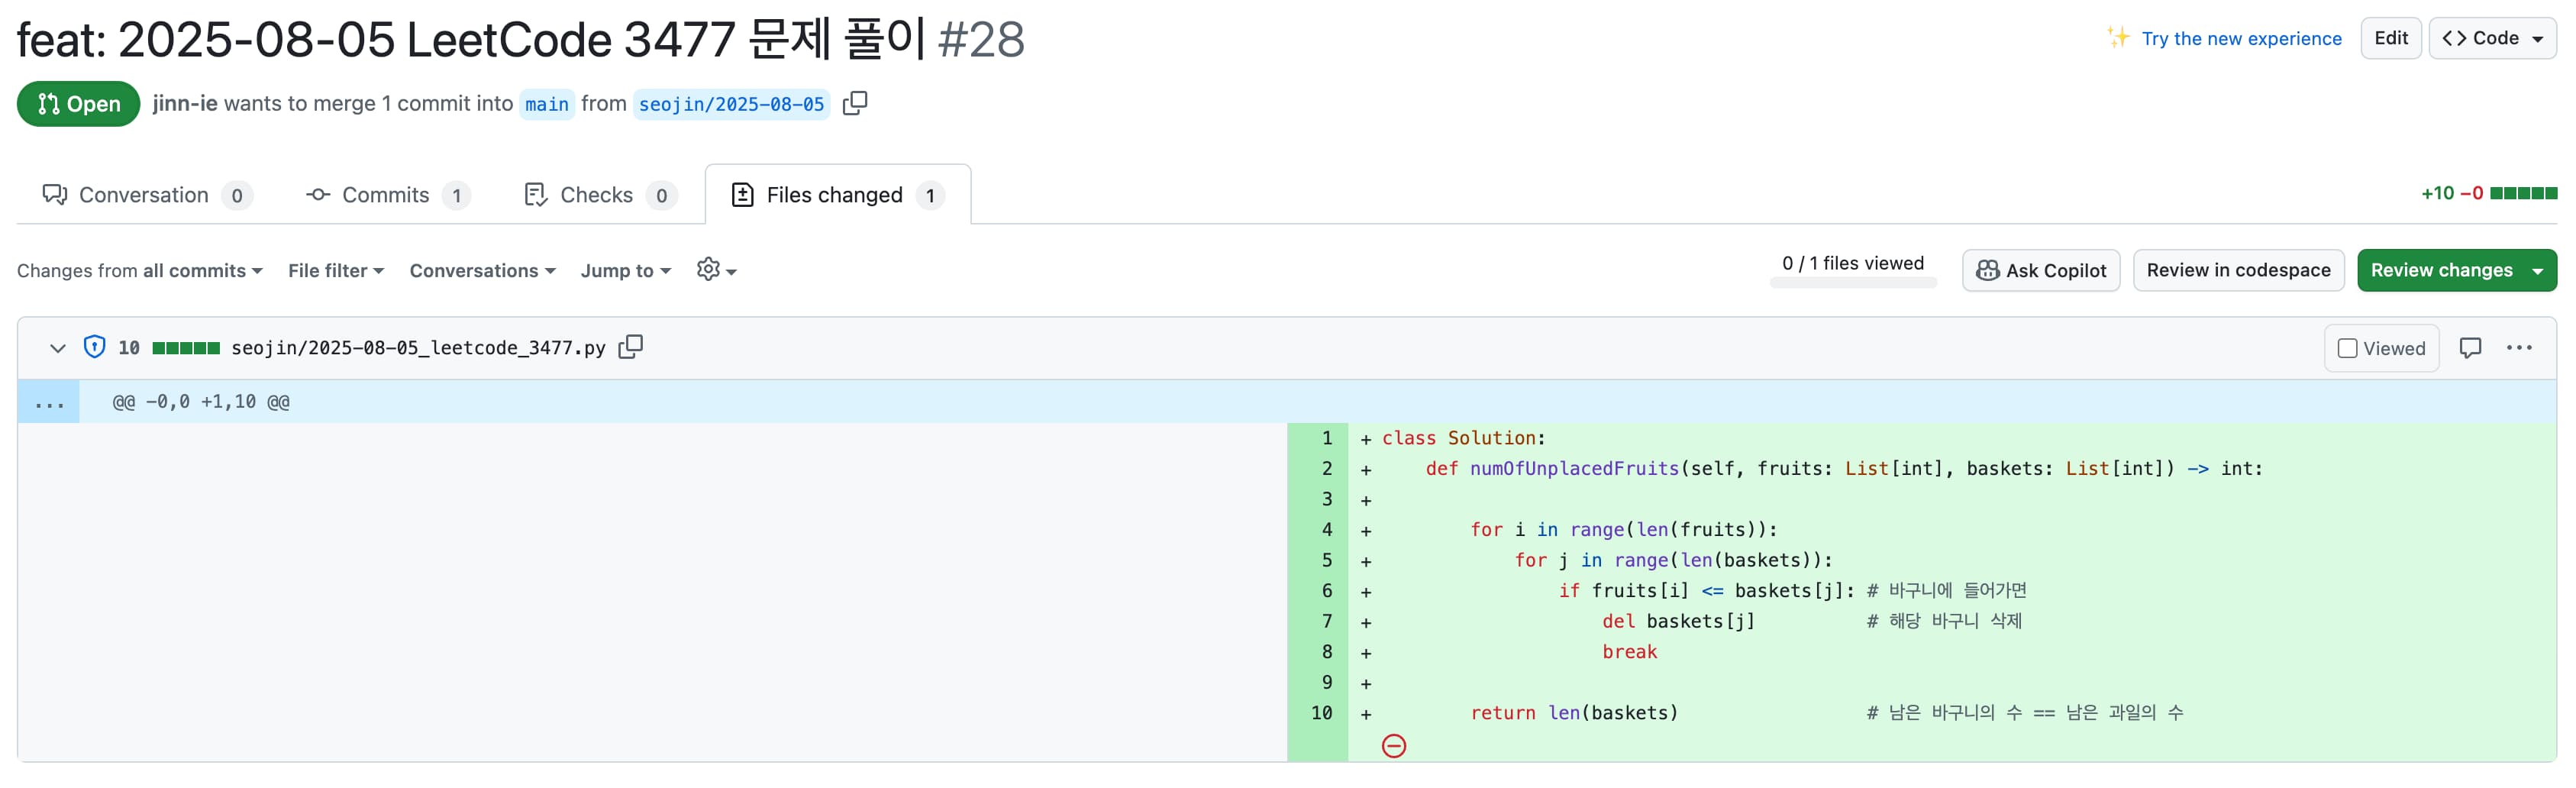 feat: 2025-08-05 LeetCode 3477 문제 풀이 #28
Try the new experience
Edit
<> Code
Open
jinn-ie wants to merge 1 commit into main from seojin/2025-08-05
Conversation 0
Commits 1
Checks 0
Files changed 1
+10 −0
Changes from all commits
File filter
Conversations
Jump to
0 / 1 files viewed
Ask Copilot
Review in codespace
Review changes
10 seojin/2025-08-05_leetcode_3477.py
Viewed
...
@@ -0,0 +1,10 @@
1 + class Solution:
2 +     def numOfUnplacedFruits(self, fruits: List[int], baskets: List[int]) -> int:
3 +
4 +         for i in range(len(fruits)):
5 +             for j in range(len(baskets)):
6 +                 if fruits[i] <= baskets[j]: # 바구니에 들어가면
7 +                     del baskets[j]          # 해당 바구니 삭제
8 +                     break
9 +
10 +         return len(baskets)                 # 남은 바구니의 수 == 남은 과일의 수